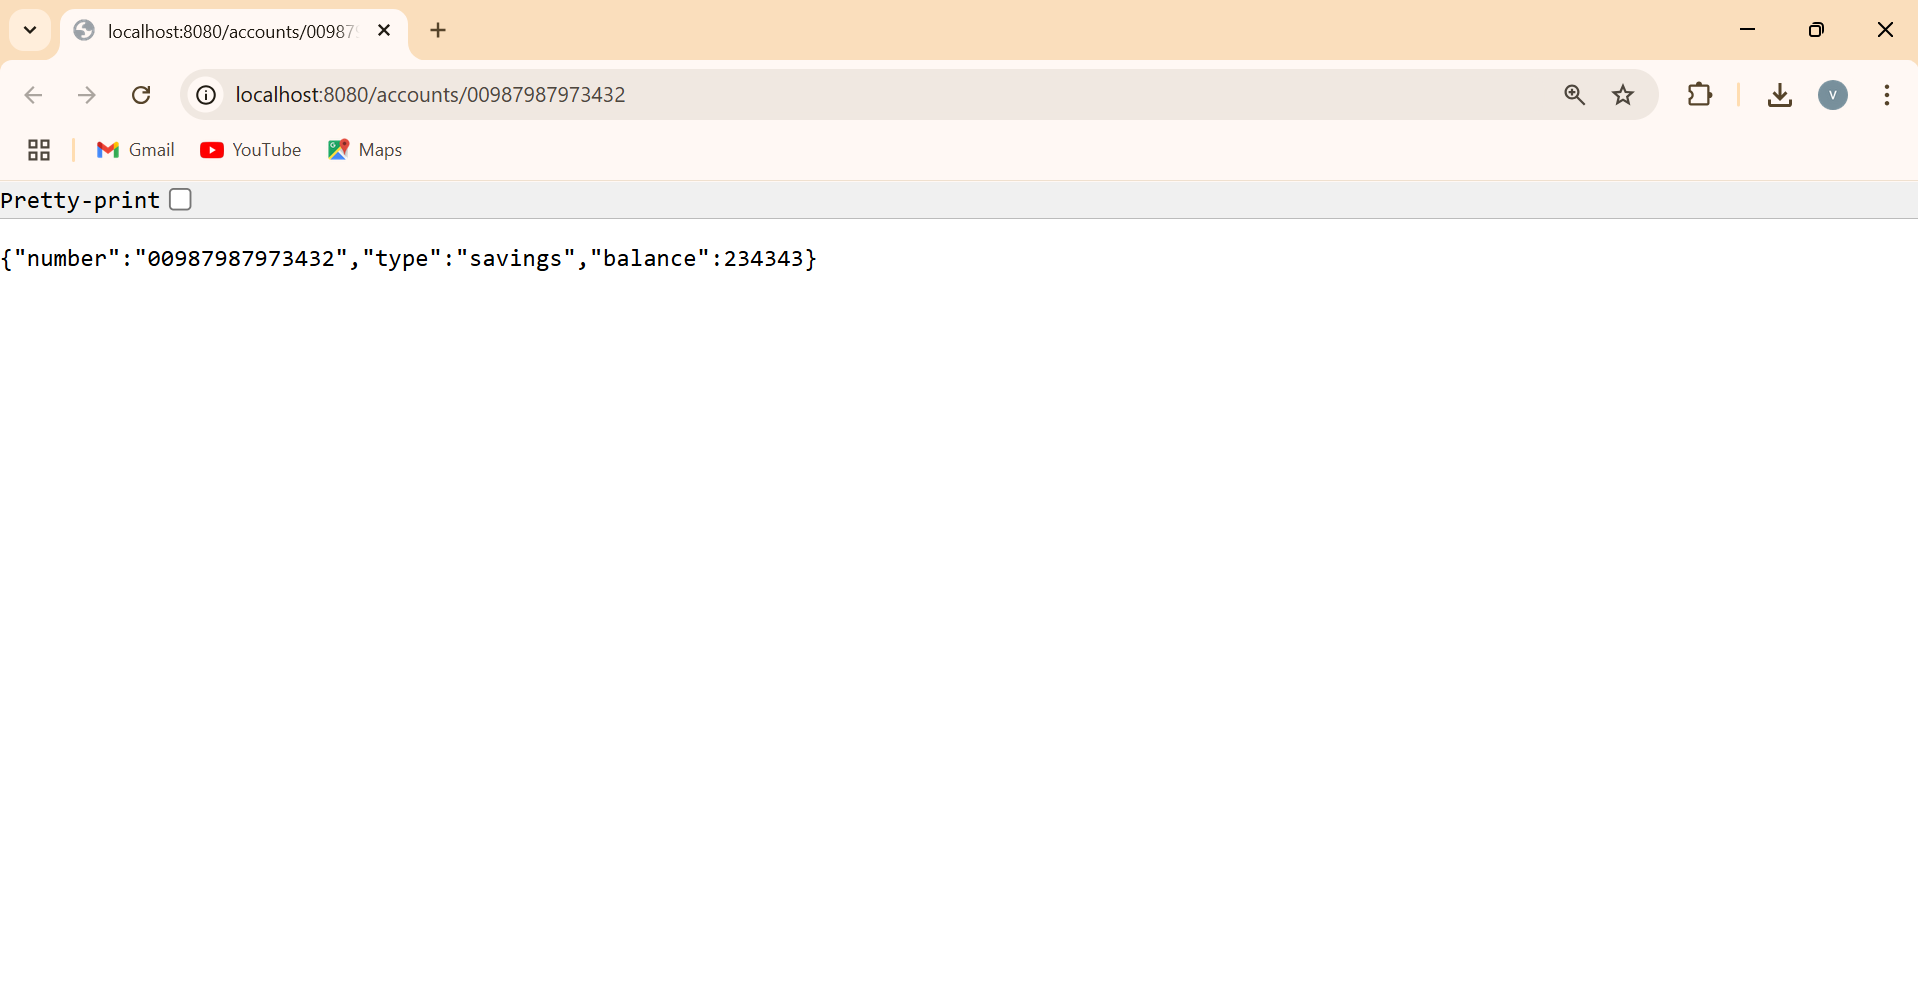 localhost:8080/accounts/00987
localhost:8080/accounts/00987987973432
V
Gmail
YouTube
Maps
Pretty-print
{"number":"00987987973432","type":"savings","balance":234343}